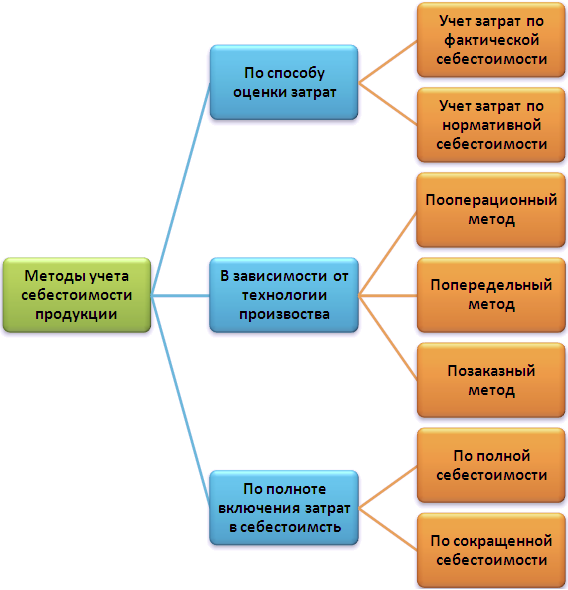 Методы учета
себестоимости
продукции
По способу
оценки затрат
Учет затрат по
фактической
себестоимости
Учет затрат по
нормативной
себестоимости
В зависимости от
технологии
произвоства
Пооперационный
метод
Попередельный
метод
Позаказный
метод
По полноте
включения затрат
в себестоимсть
По полной
себестоимости
По сокращенной
себестоимости